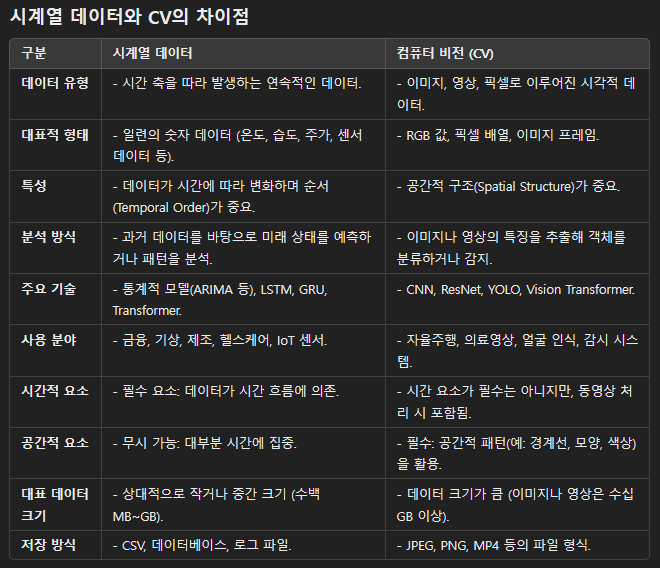 시계열 데이터와 CV의 차이점
구분 시계열 데이터 컴퓨터 비전 (CV)
데이터 유형 - 시간 축을 따라 발생하는 연속적인 데이터. - 이미지, 영상, 픽셀로 이루어진 시각적 데
이터.
대표적 형태 - 일련의 숫자 데이터 (온도, 습도, 주가, 센서 - RGB 값, 픽셀 배열, 이미지 프레임.
데이터 등).
특성 - 데이터가 시간에 따라 변화하며 순서 - 공간적 구조(Spatial Structure)가 중요.
(Temporal Order)가 중요.
분석 방식 - 과거 데이터를 바탕으로 미래 상태를 예측하 - 이미지나 영상의 특징을 추출해 객체를
거나 패턴을 분석. 분류하거나 감지.
주요 기술 - 통계적 모델(ARIMA 등), LSTM, GRU, - CNN, ResNet, YOLO, Vision Transformer.
Transformer.
사용 분야 - 금융, 기상, 제조, 헬스케어, IoT 센서. - 자율주행, 의료영상, 얼굴 인식, 감시 시스
템.
시간적 요소 - 필수 요소: 데이터가 시간 흐름에 의존. - 시간 요소가 필수는 아니지만, 동영상 처
리 시 포함됨.
공간적 요소 - 무시 가능: 대부분 시간에 집중. - 필수: 공간적 패턴(예: 경계선, 모양, 색상)
을 활용.
대표 데이터 - 상대적으로 작거나 중간 크기 (수백 - 데이터 크기가 큼 (이미지나 영상은 수십
크기 MB~GB). GB 이상).
저장 방식 - CSV, 데이터베이스, 로그 파일. - JPEG, PNG, MP4 등의 파일 형식.